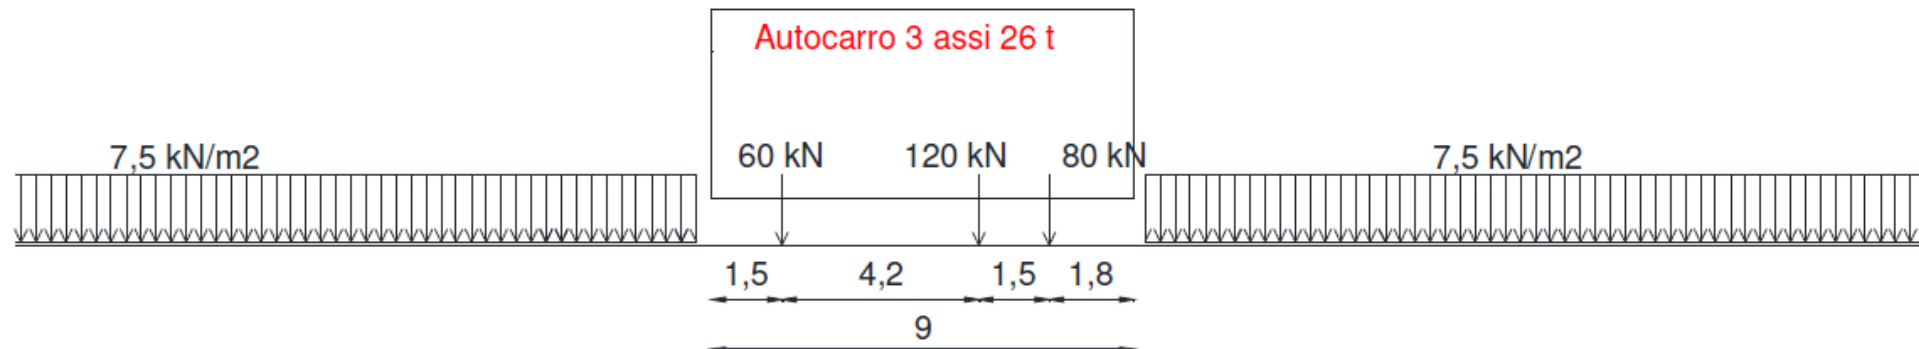 Autocarro 3 assi 26 t
7,5 kN/m2
60 kN
120 kN
80 kN
7,5 kN/m2
1,5
4,2
1,5
1,8
9